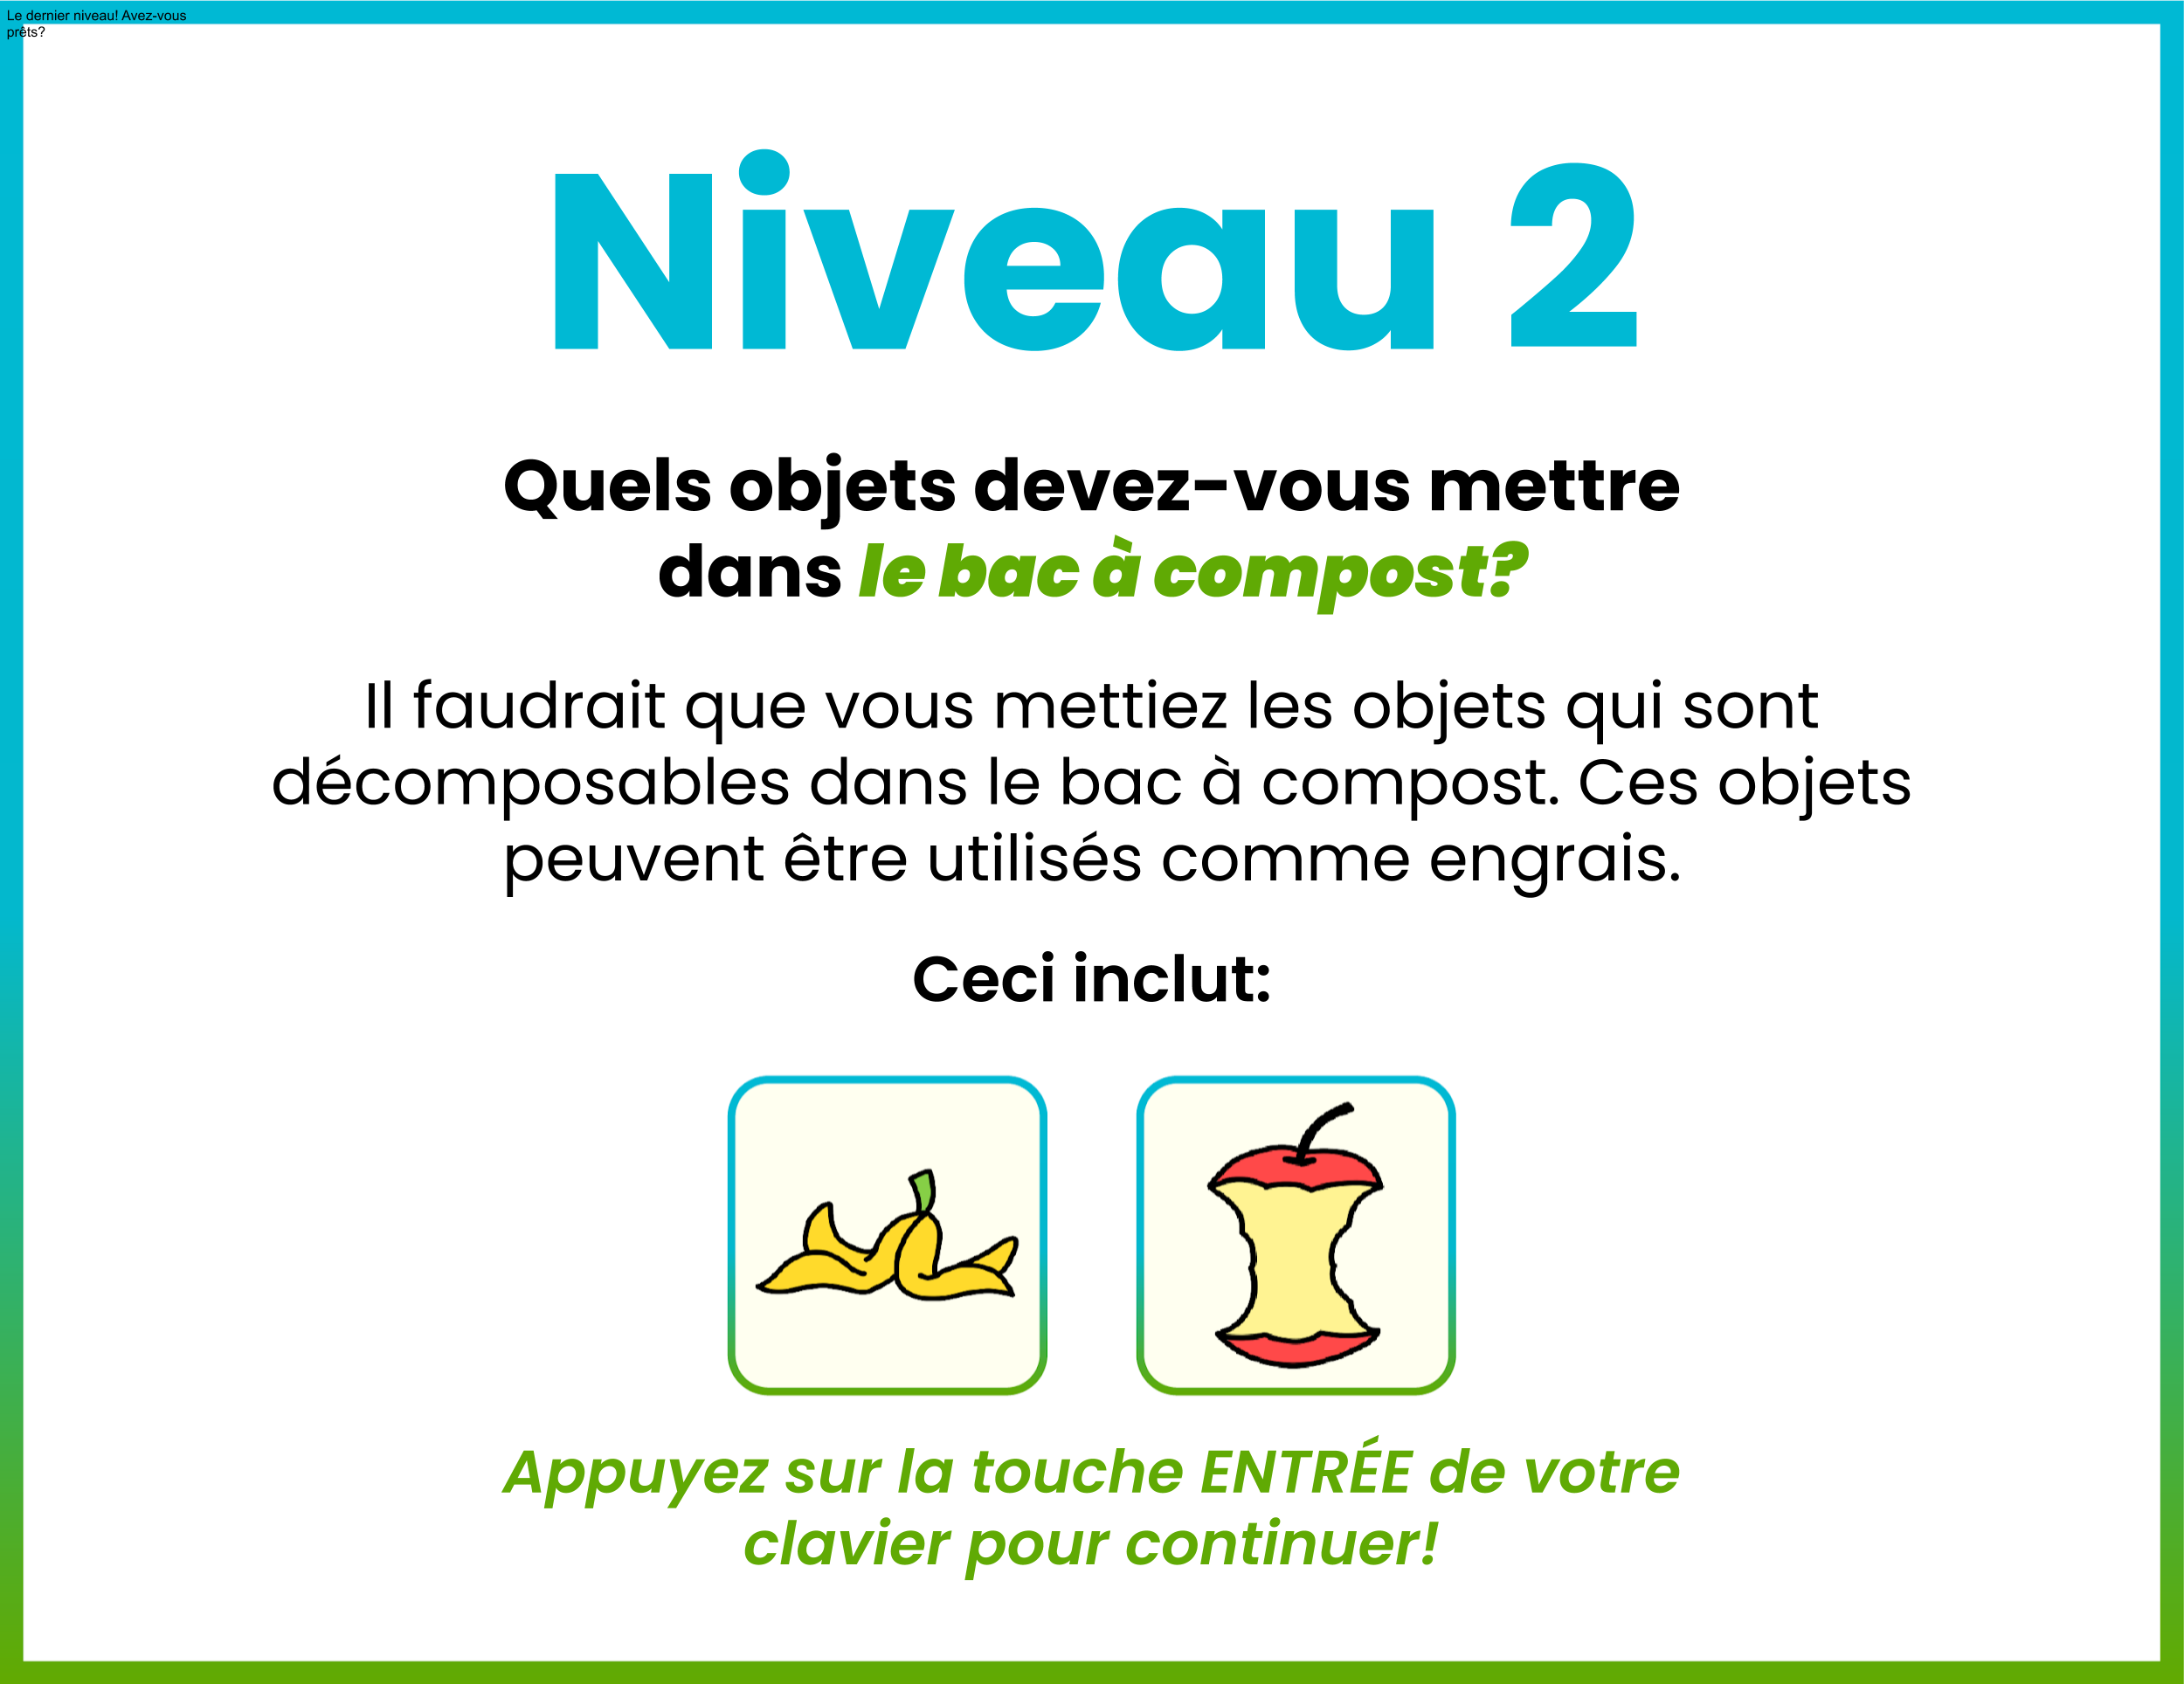 Le dernier niveau! Avez-vous
prêts?
Niveau 2
Quels objets devez-vous mettre
dans le bac à compost?
Il faudrait que vous mettiez les objets qui sont
décomposables dans le bac à compost. Ces objets
peuvent être utilisés comme engrais.
Ceci inclut:
Appuyez sur la touche ENTRÉE de votre
clavier pour continuer!